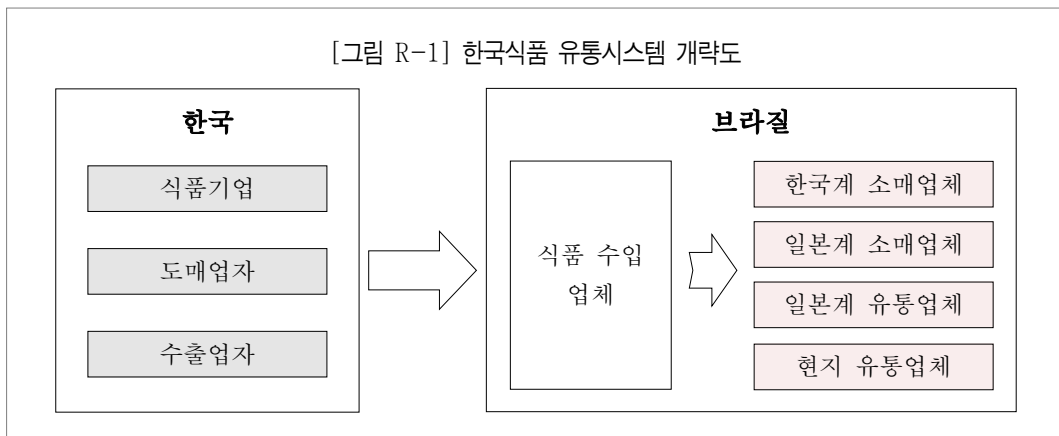 [그림 R-1] 한국식품 유통시스템 개략도
한국
식품기업
도매업자
수출업자
브라질
식품 수입
업체
한국계 소매업체
일본계 소매업체
일본계 유통업체
현지 유통업체